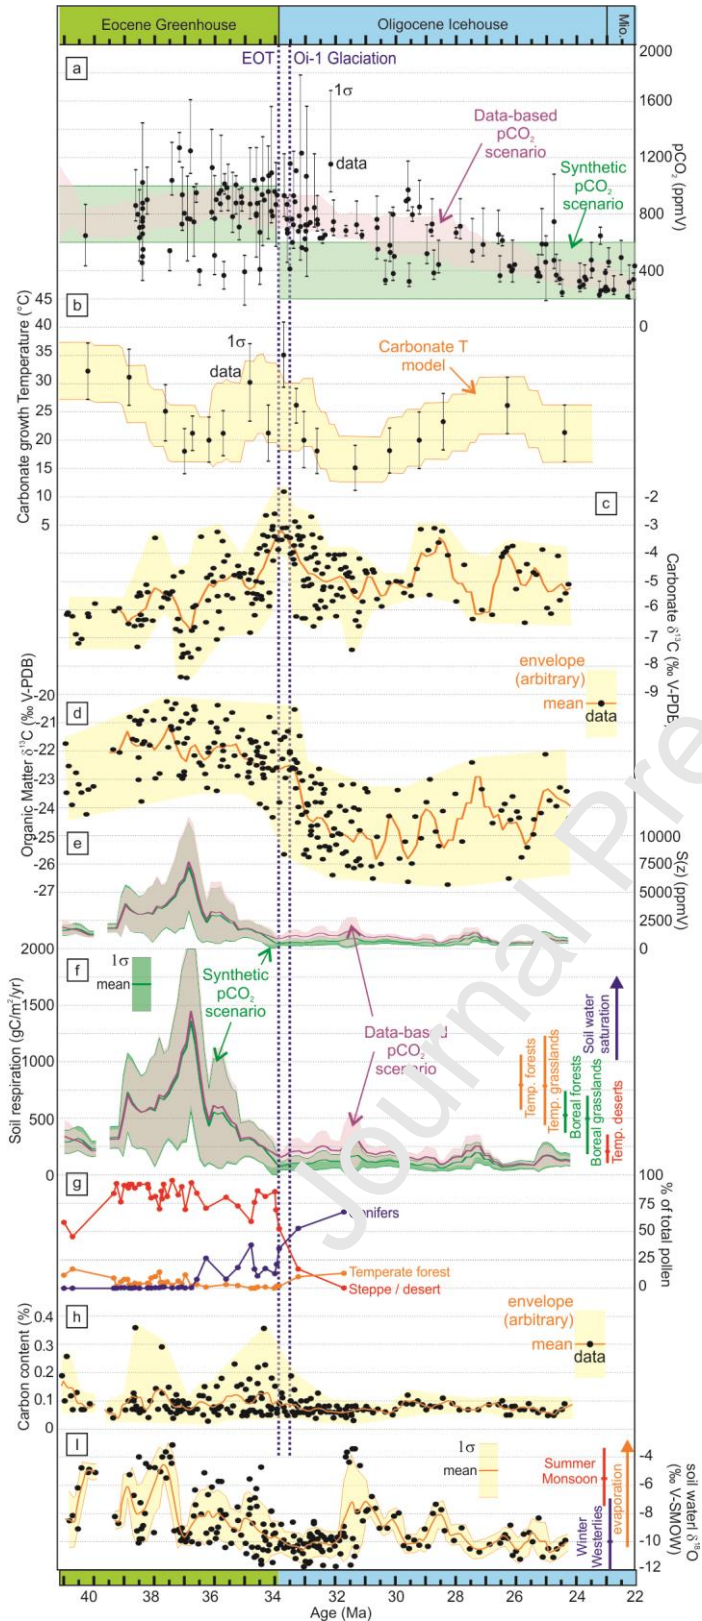 Eocene Greenhouse Oligocene Icehouse Mio.
EOT Oi-1 Glaciation
a
1σ
data
Data-based
pCO₂
scenario
Synthetic
pCO₂
scenario
2000
1600
1200
800
400
0
pCO₂ (ppmV)
b
45
40
35
30
25
20
15
10
5
Carbonate growth Temperature (°C)
1σ
data
Carbonate T
model
c
-2
-3
-4
-5
-6
-7
-8
-9
Carbonate δ¹³C (‰ V-PDB
envelope
(arbitrary)
mean
data
d
-20
-21
-22
-23
-24
-25
-26
-27
Organic Matter δ¹³C (‰ V-PDB)
e
10000
7500
5000
2500
0
S(z) (ppmV)
f
2000
1500
1000
500
0
Soil respiration (gC/m²/yr)
1σ
mean
Synthetic
pCO₂
scenario
Data-based
pCO₂
scenario
Temp. forests
Temp. grasslands
Boreal forests
Boreal grasslands
Temp. deserts
Soil water
saturation
Journal Pre
g
100
75
50
25
0
% of total
pollen
onifers
Temperate forest
Steppe / desert
h
0.4
0.3
0.2
0.1
0
Carbon content (%)
envelope
(arbitrary)
mean
data
I
1σ
mean
Summer
Monsoon
Winter
Westerlies
evaporation
-4
-6
-8
-10
-12
soil waterl δ¹⁸O
(‰ V-SMOW)
40 38 36 34 32 30 28 26 24 22
Age (Ma)